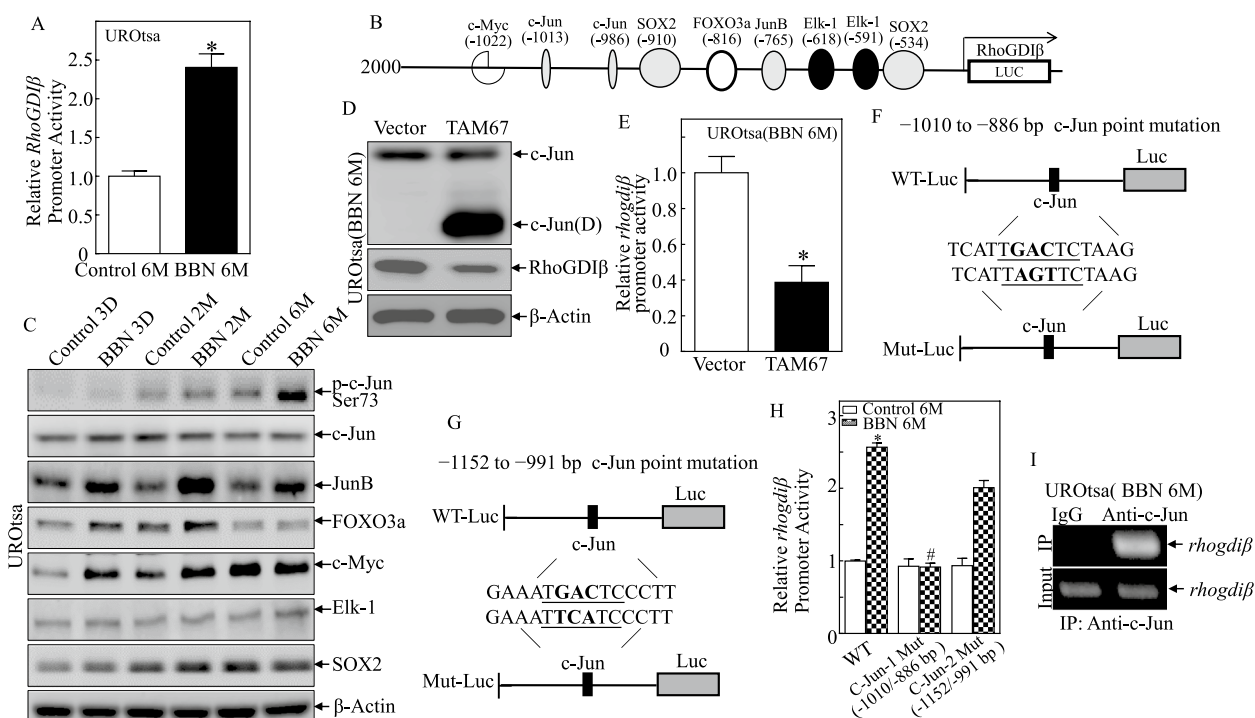 A
UROtsa
*
2.5
2.0
1.5
1.0
0.5
0
Relative RhoGDIβ
Promoter Activity
Control 6M BBN 6M
B
c-Myc
(-1022)
c-Jun
(-1013)
c-Jun
(-986)
SOX2
(-910)
FOXO3a
(-816)
JunB
(-765)
Elk-1
(-618)
Elk-1
(-591)
SOX2
(-534)
2000
RhoGDIβ
LUC
C
Control 3D
BBN 3D
Control 2M
BBN 2M
Control 6M
BBN 6M
p-c-Jun
Ser73
c-Jun
JunB
FOXO3a
c-Myc
Elk-1
SOX2
β-Actin
UROtsa
D
Vector TAM67
c-Jun
c-Jun(D)
RhoGDIβ
β-Actin
UROtsa(BBN 6M)
E
UROtsa(BBN 6M)
1.0
0.8
0.6
0.4
0.2
0
*
Relative rhogdiβ
promoter activity
Vector TAM67
F
−1010 to −886 bp c-Jun point mutation
Luc
WT-Luc
c-Jun
TCATTGACTCTAAG
TCATTAGTTCTAAG
c-Jun
Luc
Mut-Luc
G
−1152 to −991 bp c-Jun point mutation
Luc
WT-Luc
c-Jun
GAAATGACTCCCTT
GAAATTCATCCCTT
c-Jun
Luc
Mut-Luc
H
Control 6M
BBN 6M
3
2
1
0
*
#
Relative rhogdiβ
Promoter Activity
WT
C-Jun-1 Mut
(-1010/-886 bp )
C-Jun-2 Mut
(-1152/-991 bp )
I
UROtsa( BBN 6M)
IgG Anti-c-Jun
IP
rhogdiβ
Input
rhogdiβ
IP: Anti-c-Jun